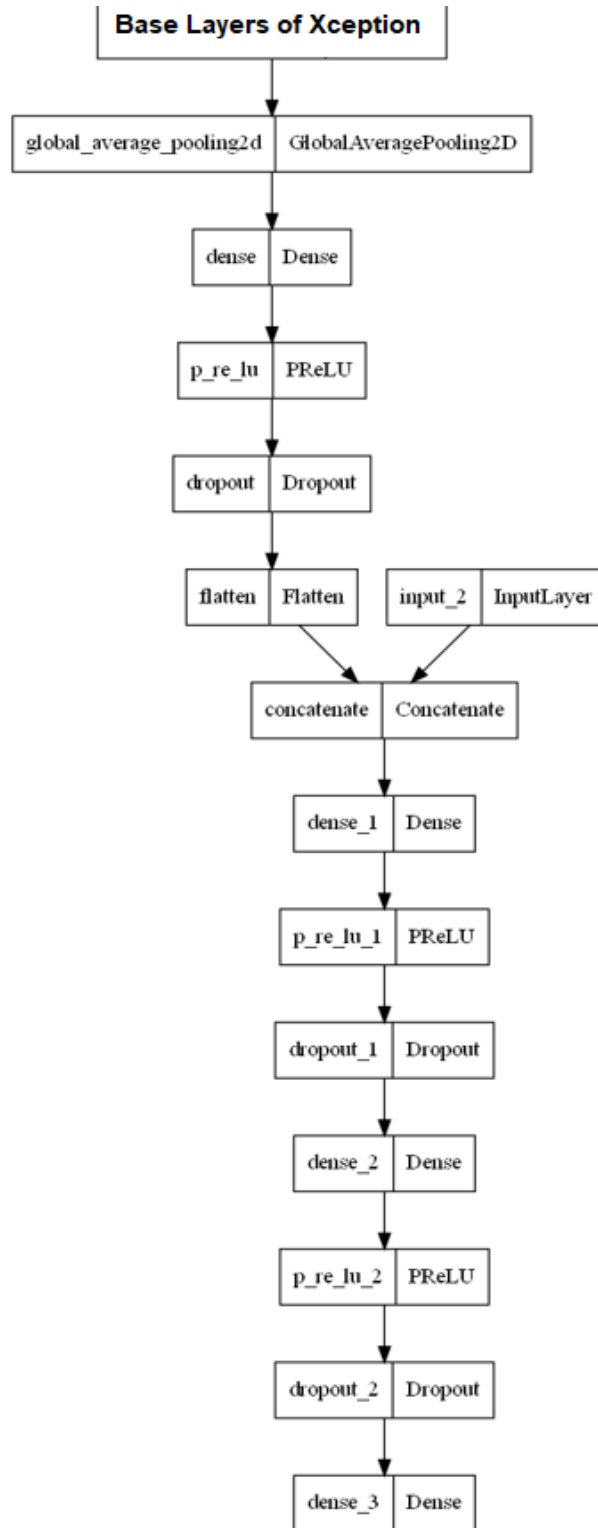 Base Layers of Xception
global_average_pooling2d GlobalAveragePooling2D
dense Dense
p_re_lu PReLU
dropout Dropout
flatten Flatten
input_2 InputLayer
concatenate Concatenate
dense_1 Dense
p_re_lu_1 PReLU
dropout_1 Dropout
dense_2 Dense
p_re_lu_2 PReLU
dropout_2 Dropout
dense_3 Dense